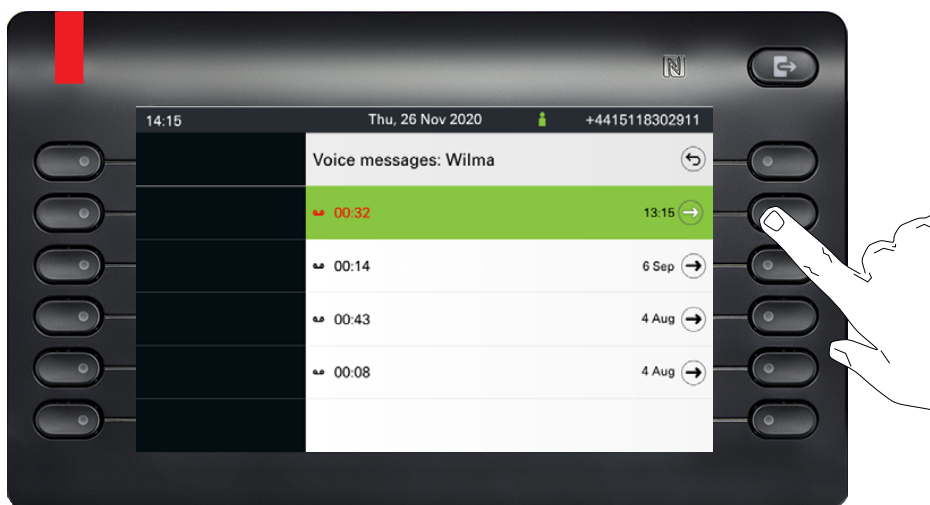 14:15 Thu, 26 Nov 2020 +4415118302911
Voice messages: Wilma
00:32 13:15
00:14 6 Sep
00:43 4 Aug
00:08 4 Aug